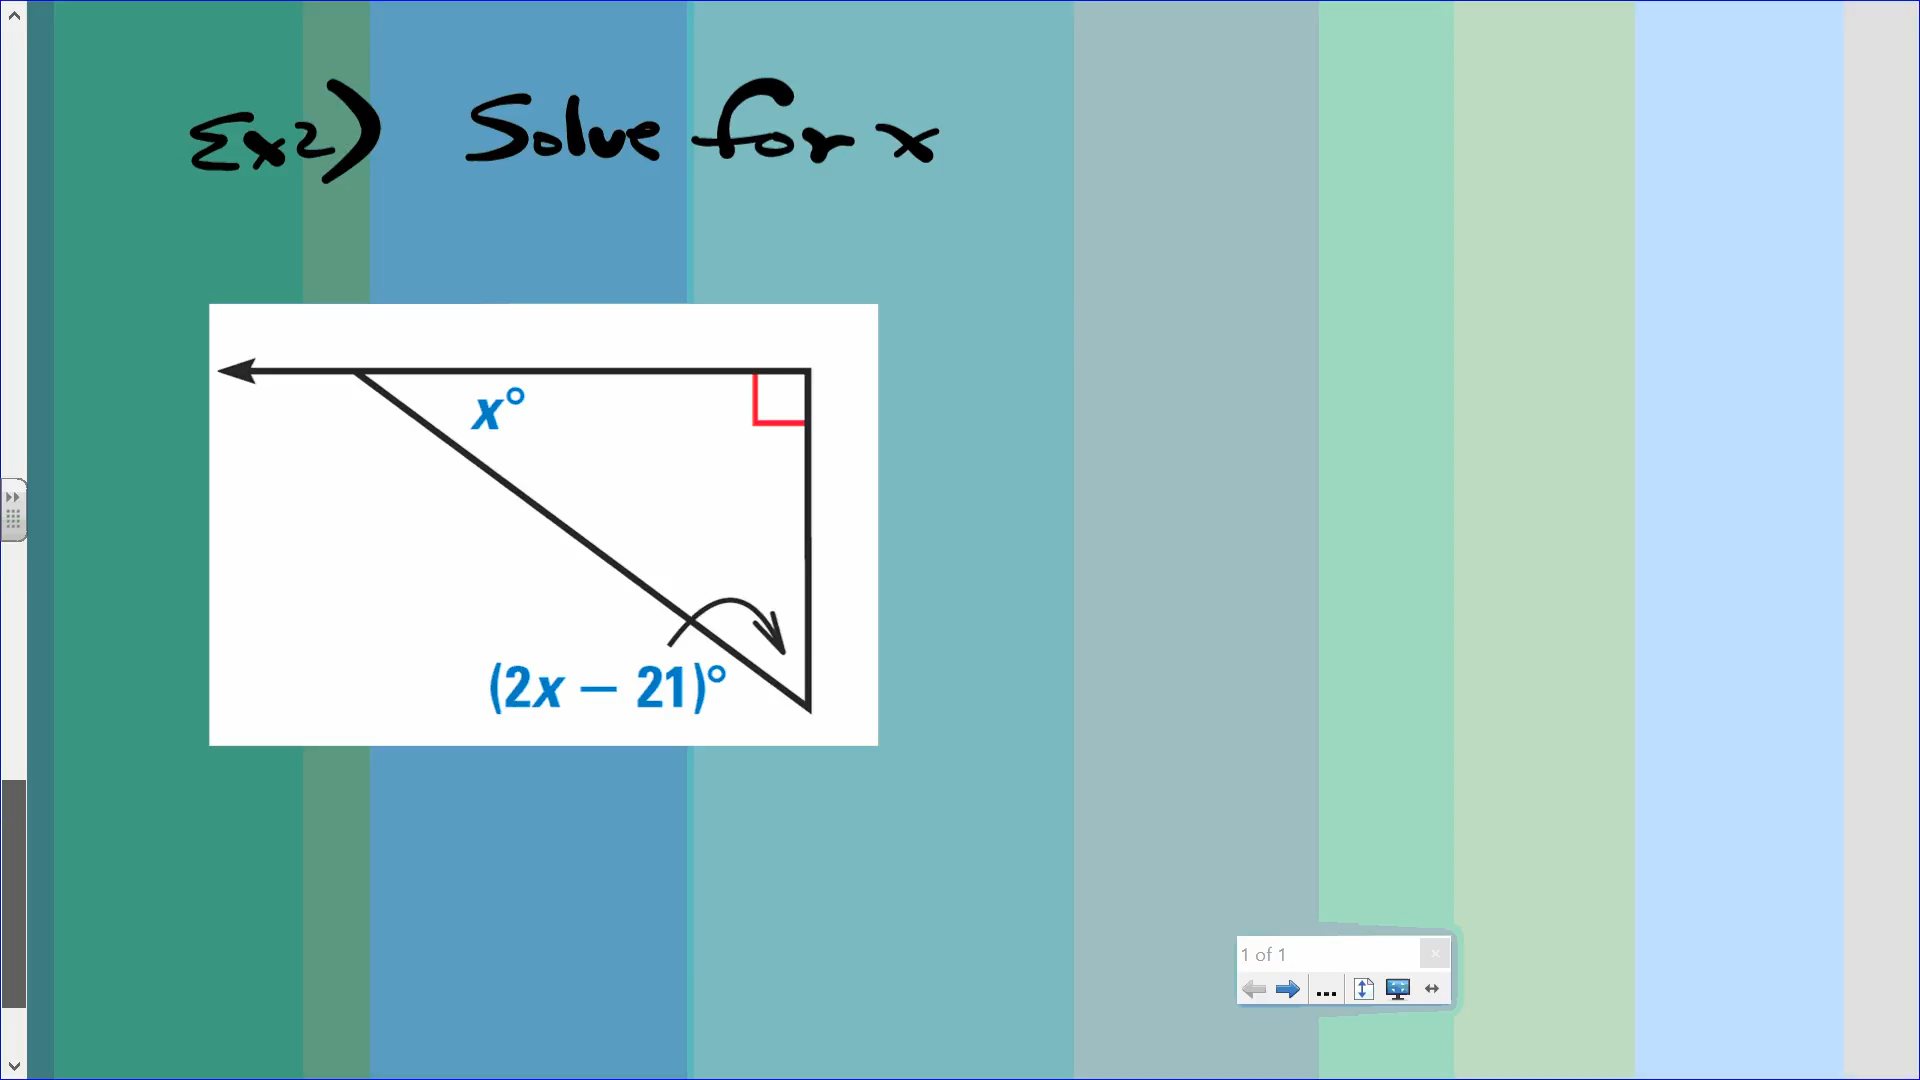 Ex2) Solve for x
x°
(2x – 21)°
1 of 1
...